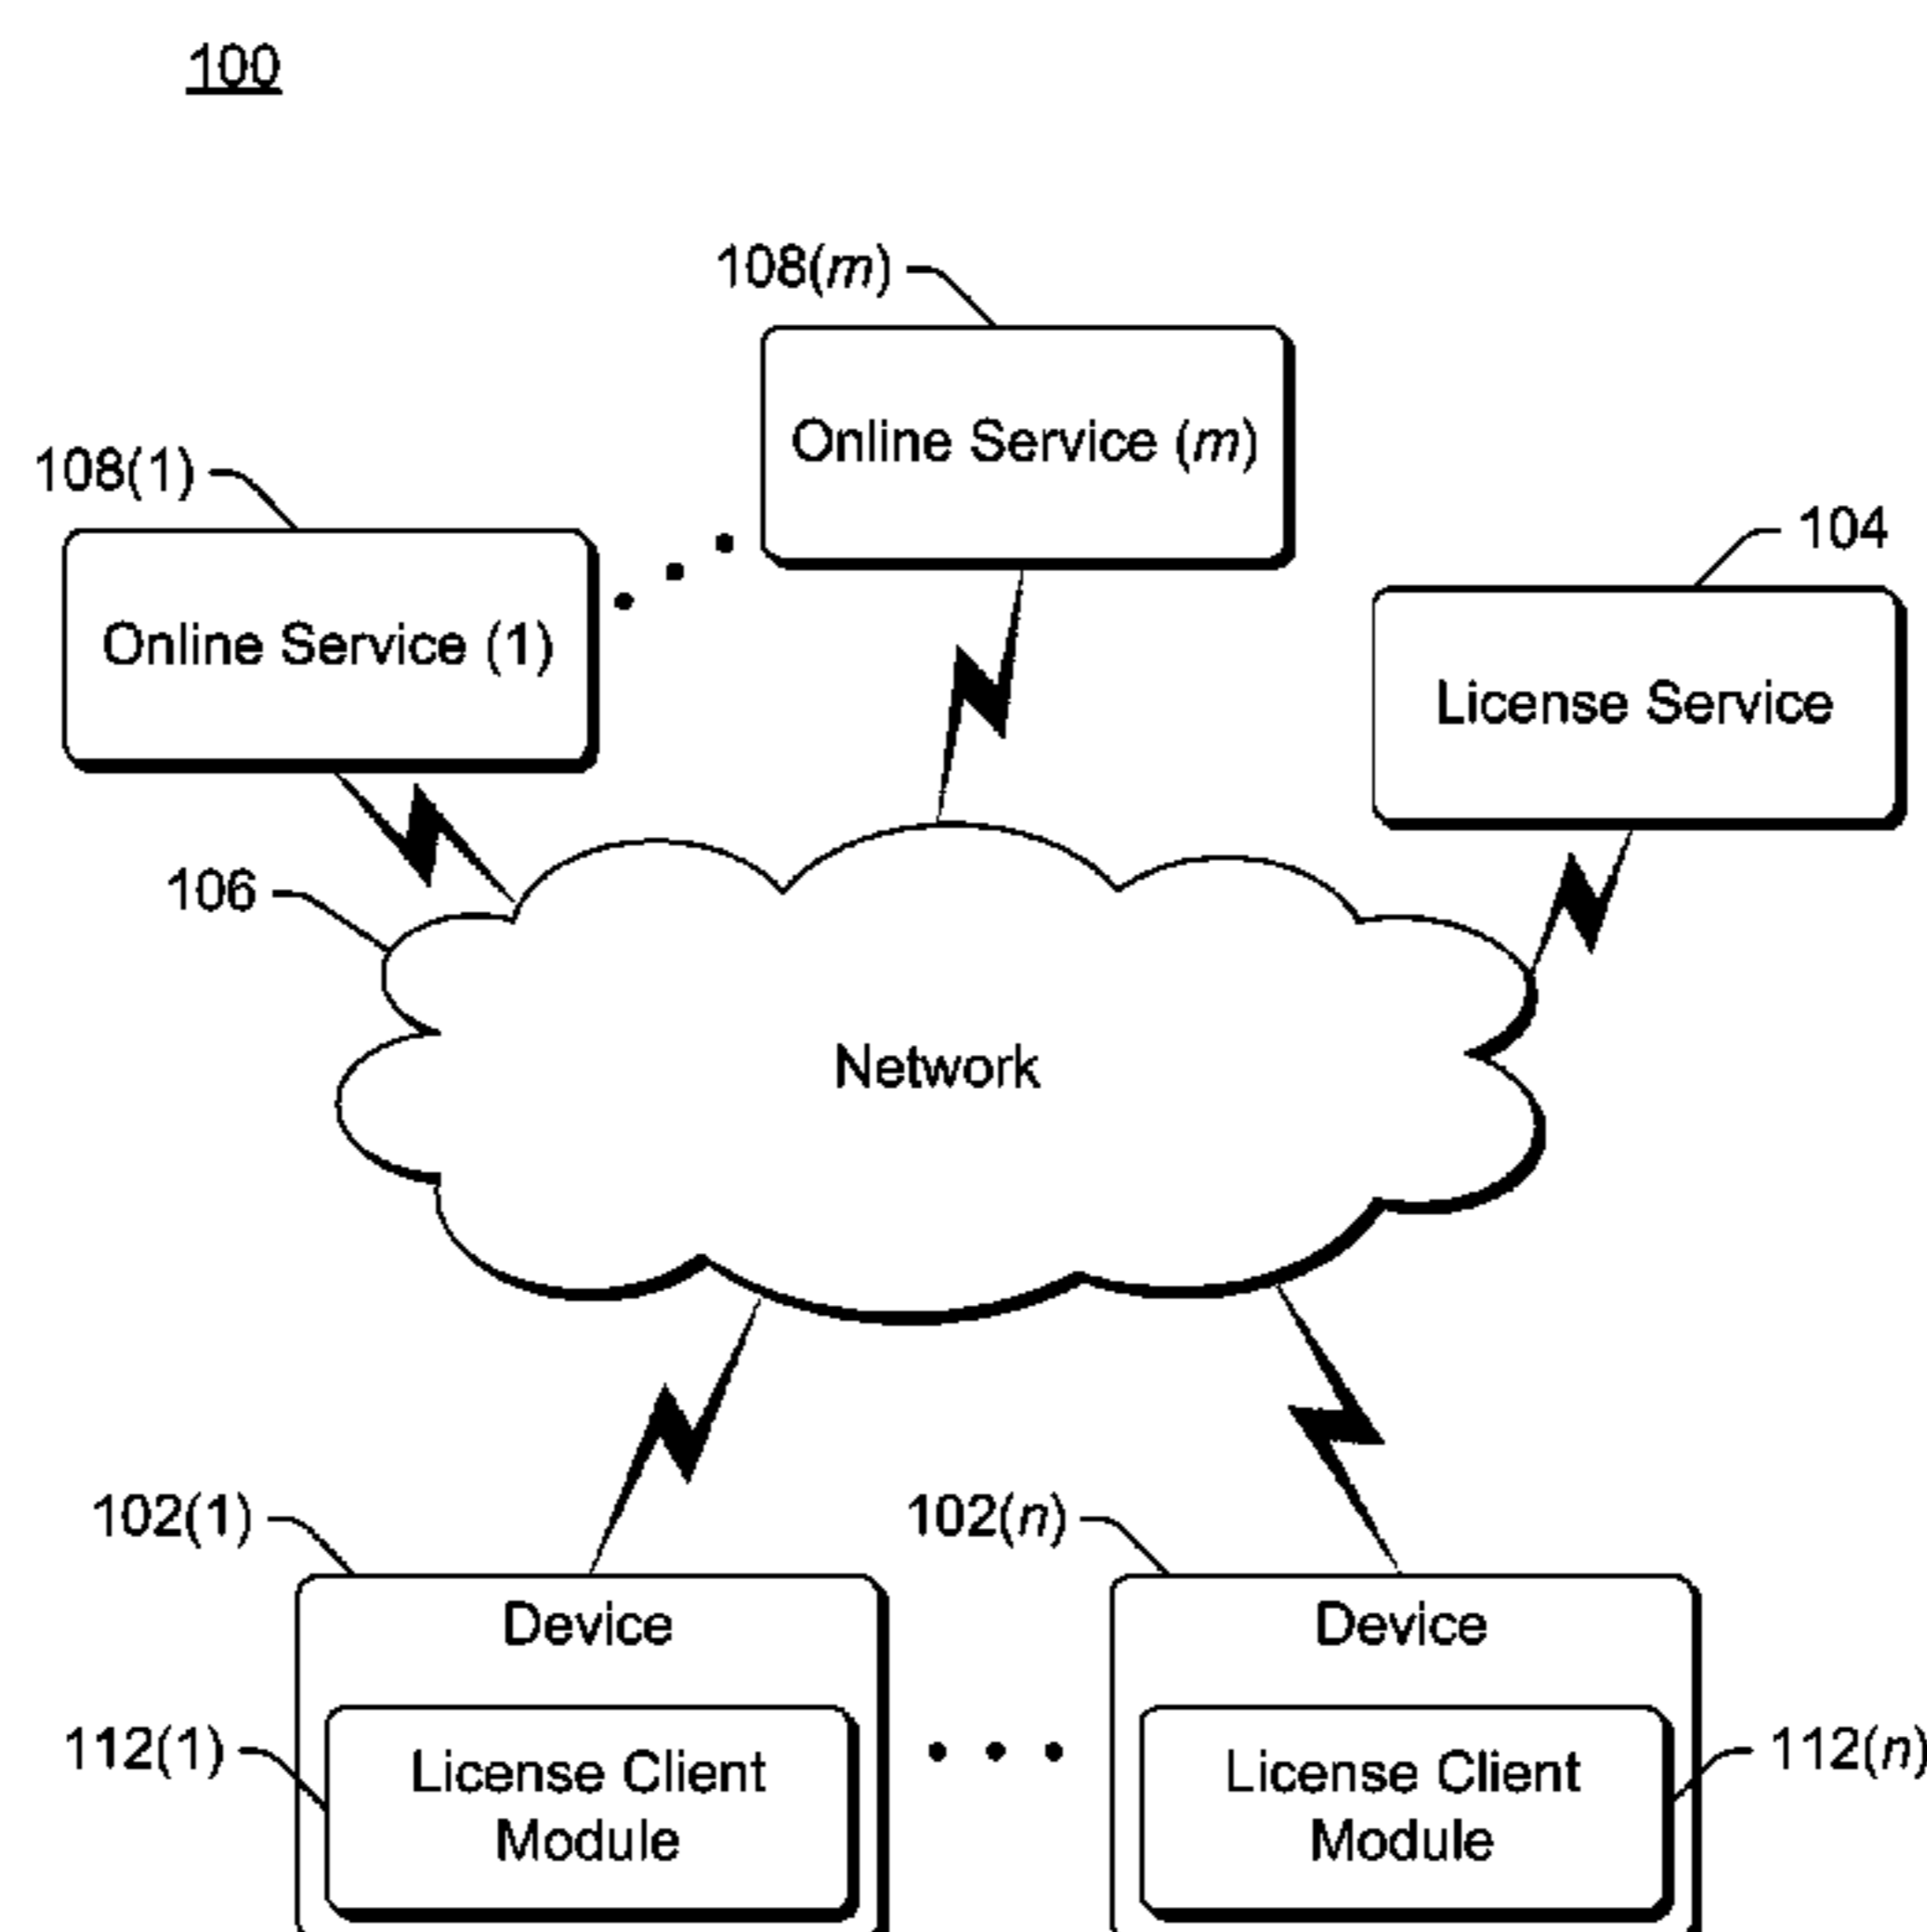 100
108(m)
Online Service (m)
108(1)
Online Service (1)
104
License Service
106
Network
102(1)
102(n)
Device
Device
112(1)
License Client
Module
License Client
Module
112(n)